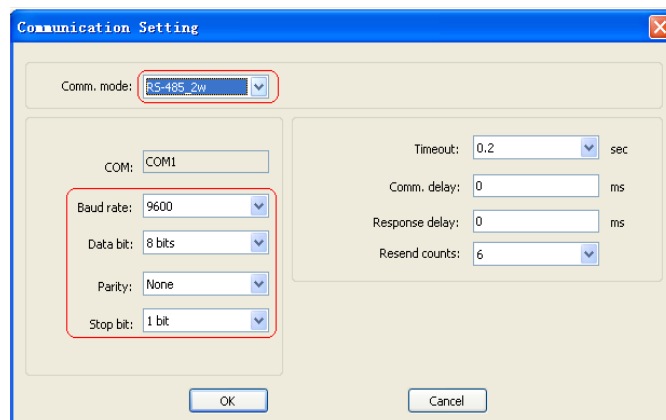 Communication Setting
Comm. mode: RS-485_2w
COM: COM1
Baud rate: 9600
Data bit: 8 bits
Parity: None
Stop bit: 1 bit
Timeout: 0.2 sec
Comm. delay: 0 ms
Response delay: 0 ms
Resend counts: 6
OK
Cancel